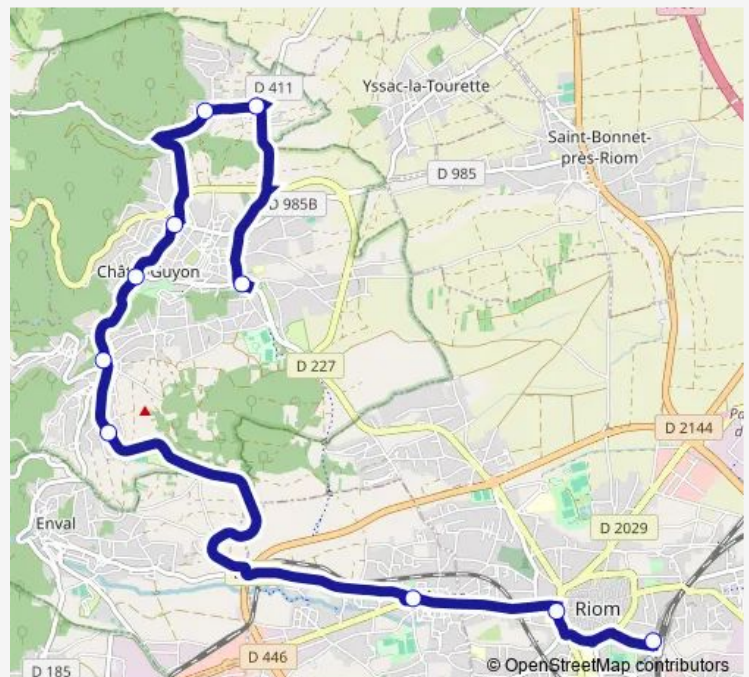 D 411
Yssac-la-Tourette
Saint-Bonnet-
près-Riom
D 985
D 985B
Guyon
D 227
D 2144
Enval
D 2029
Riom
D 446
D 185
© OpenStreetMap contributors